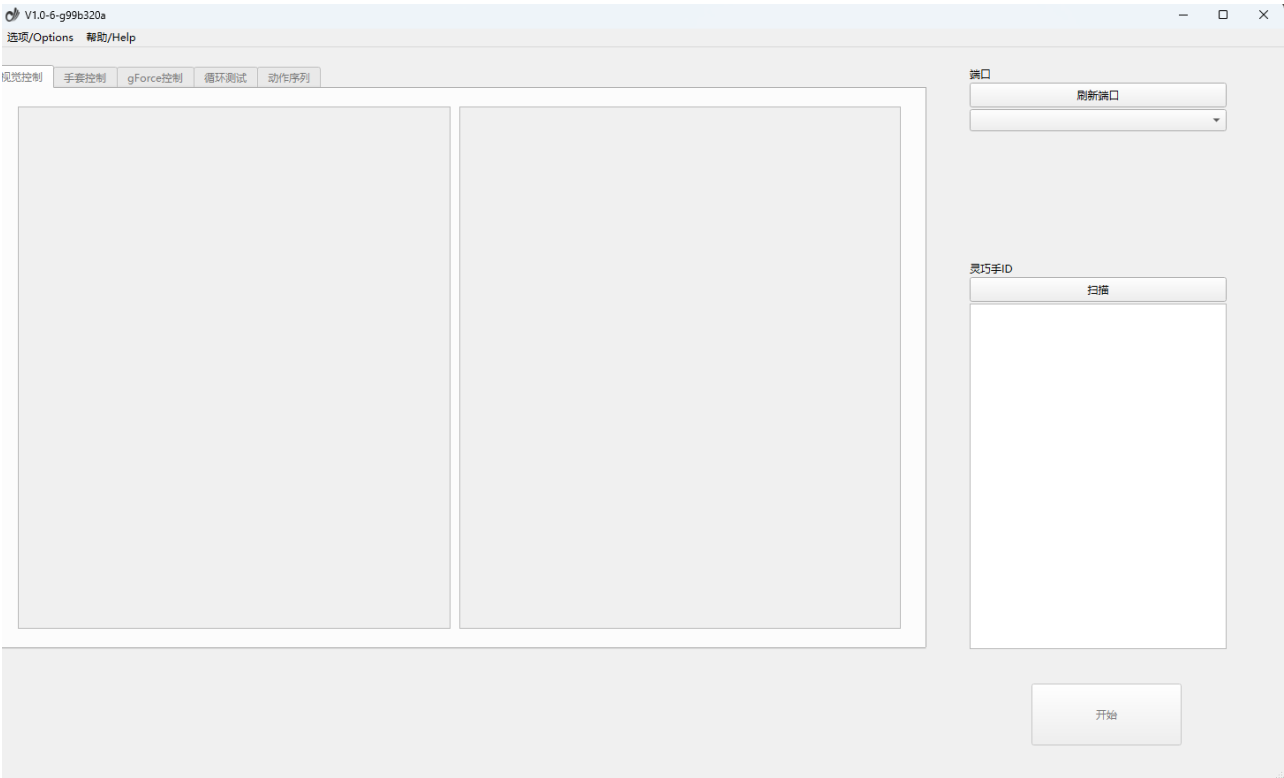 V1.0-6-g99b320a
选项/Options 帮助/Help
视觉控制 手套控制 gForce控制 循环测试 动作序列
端口
刷新端口
灵巧手ID
扫描
开始